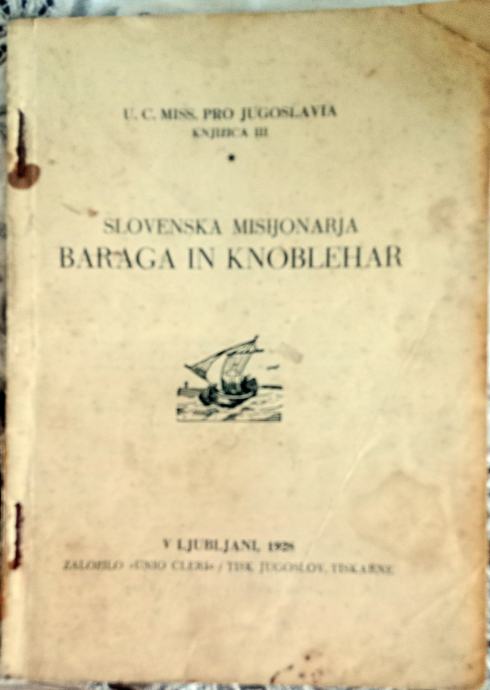 U. C. MISS. PRO JUGOSLAVIA
KNJIŽICA III
SLOVENSKA MISIJONARJA
BARAGA IN KNOBLEHAR
V LJUBLJANI, 1928
ZALOŽILO »UNIO CLERI« / TISK JUGOSLOV. TISKARNE